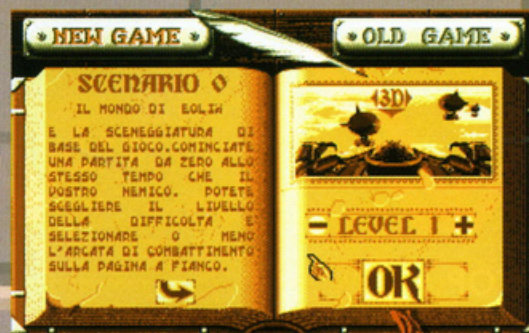 NEW GAME
OLD GAME
SCENARIO 0
IL MONDO DI EOLIA
E LA SCENEGGIATURA DI
BASE DEL GIOCO.COMINCIATE
UNA PARTITA DA ZERO ALLO
STESSO TEMPO CHE IL
VOSTRO NEMICO. POTETE
SCEGLIERE IL LIVELLO
DELLA DIFFICOLTA E
SELEZIONARE O MENO
L'ARCATA DI COMBATTIMENTO
SULLA PAGINA A FIANCO.
3D
- LEVEL 1 +
OK